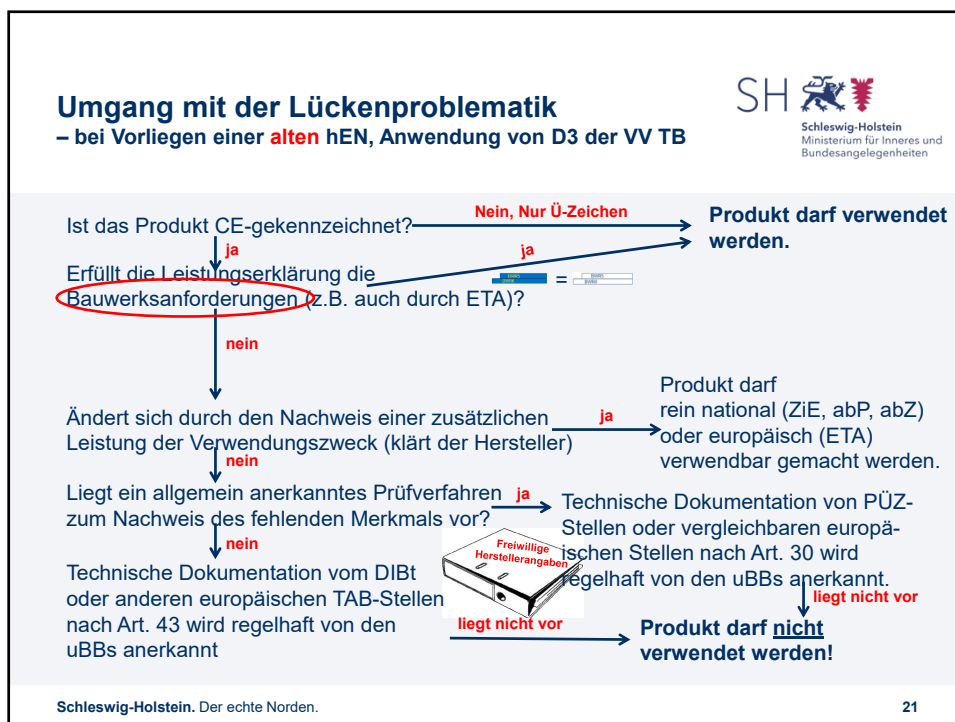 Umgang mit der Lückenproblematik
– bei Vorliegen einer alten hEN, Anwendung von D3 der VV TB
SH
Schleswig-Holstein
Ministerium für Inneres und
Bundesangelegenheiten
Ist das Produkt CE-gekennzeichnet?
Nein, Nur Ü-Zeichen
Produkt darf verwendet
werden.
ja
ja
Erfüllt die Leistungserklärung die
Bauwerksanforderungen (z.B. auch durch ETA)?
=
nein
Ändert sich durch den Nachweis einer zusätzlichen
Leistung der Verwendungszweck (klärt der Hersteller)
ja
Produkt darf
rein national (ZiE, abP, abZ)
oder europäisch (ETA)
verwendbar gemacht werden.
nein
Liegt ein allgemein anerkanntes Prüfverfahren
zum Nachweis des fehlenden Merkmals vor?
ja
Technische Dokumentation von PÜZ-
Stellen oder vergleichbaren europä-
ischen Stellen nach Art. 30 wird
regelhaft von den uBBs anerkannt.
nein
Freiwillige
Herstellerangaben
Technische Dokumentation vom DIBt
oder anderen europäischen TAB-Stellen
nach Art. 43 wird regelhaft von den
uBBs anerkannt
liegt nicht vor
liegt nicht vor
Produkt darf nicht
verwendet werden!
Schleswig-Holstein. Der echte Norden.
21